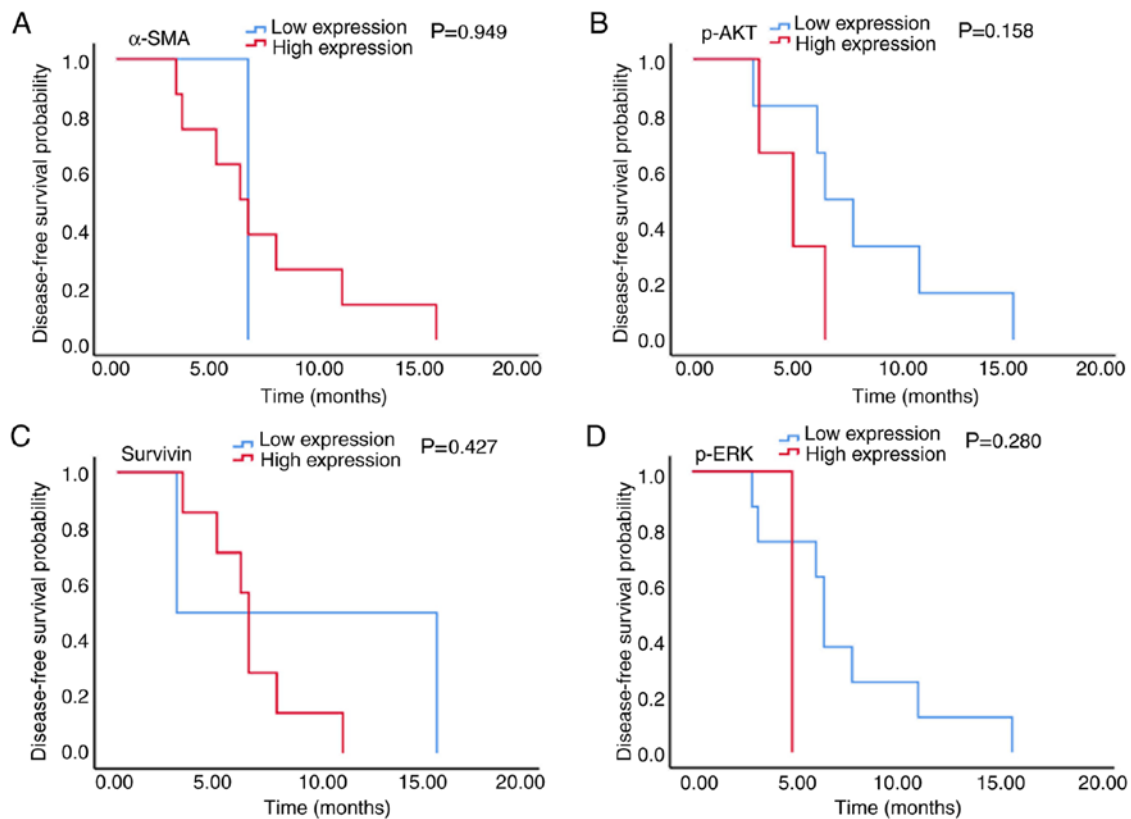 A
α-SMA
Low expression
High expression
P=0.949
Disease-free survival probability
1.0
0.8
0.6
0.4
0.2
0.0
0.00 5.00 10.00 15.00 20.00
Time (months)
B
p-AKT
Low expression
High expression
P=0.158
Disease-free survival probability
1.0
0.8
0.6
0.4
0.2
0.0
0.00 5.00 10.00 15.00 20.00
Time (months)
C
Survivin
Low expression
High expression
P=0.427
Disease-free survival probability
1.0
0.8
0.6
0.4
0.2
0.0
0.00 5.00 10.00 15.00 20.00
Time (months)
D
p-ERK
Low expression
High expression
P=0.280
Disease-free survival probability
1.0
0.8
0.6
0.4
0.2
0.0
0.00 5.00 10.00 15.00 20.00
Time (months)